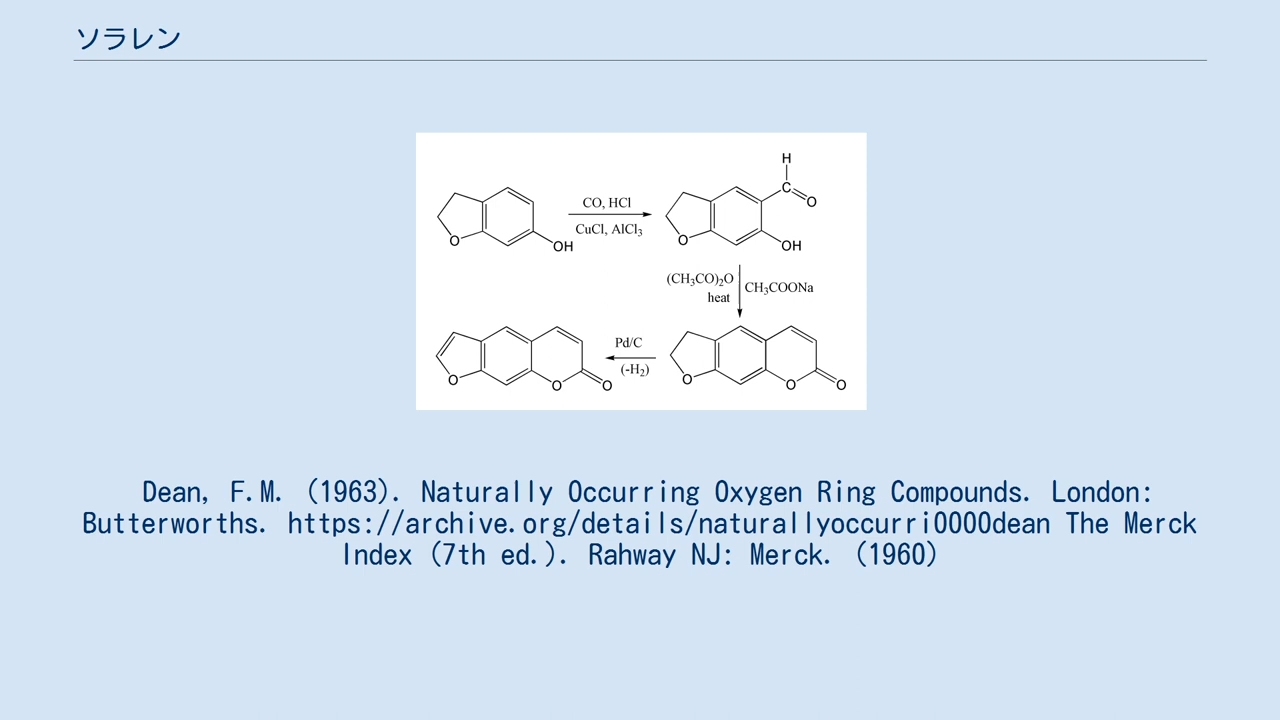 ソラレン
H
C
O
CO, HCl
CuCl, AlCl3
O
OH
O
OH
(CH3CO)2O
heat
CH3COONa
Pd/C
(-H2)
O
O
O
O
O
O
Dean, F.M. (1963). Naturally Occurring Oxygen Ring Compounds. London:
Butterworths. https://archive.org/details/naturallyoccurri0000dean The Merck
Index (7th ed.). Rahway NJ: Merck. (1960)